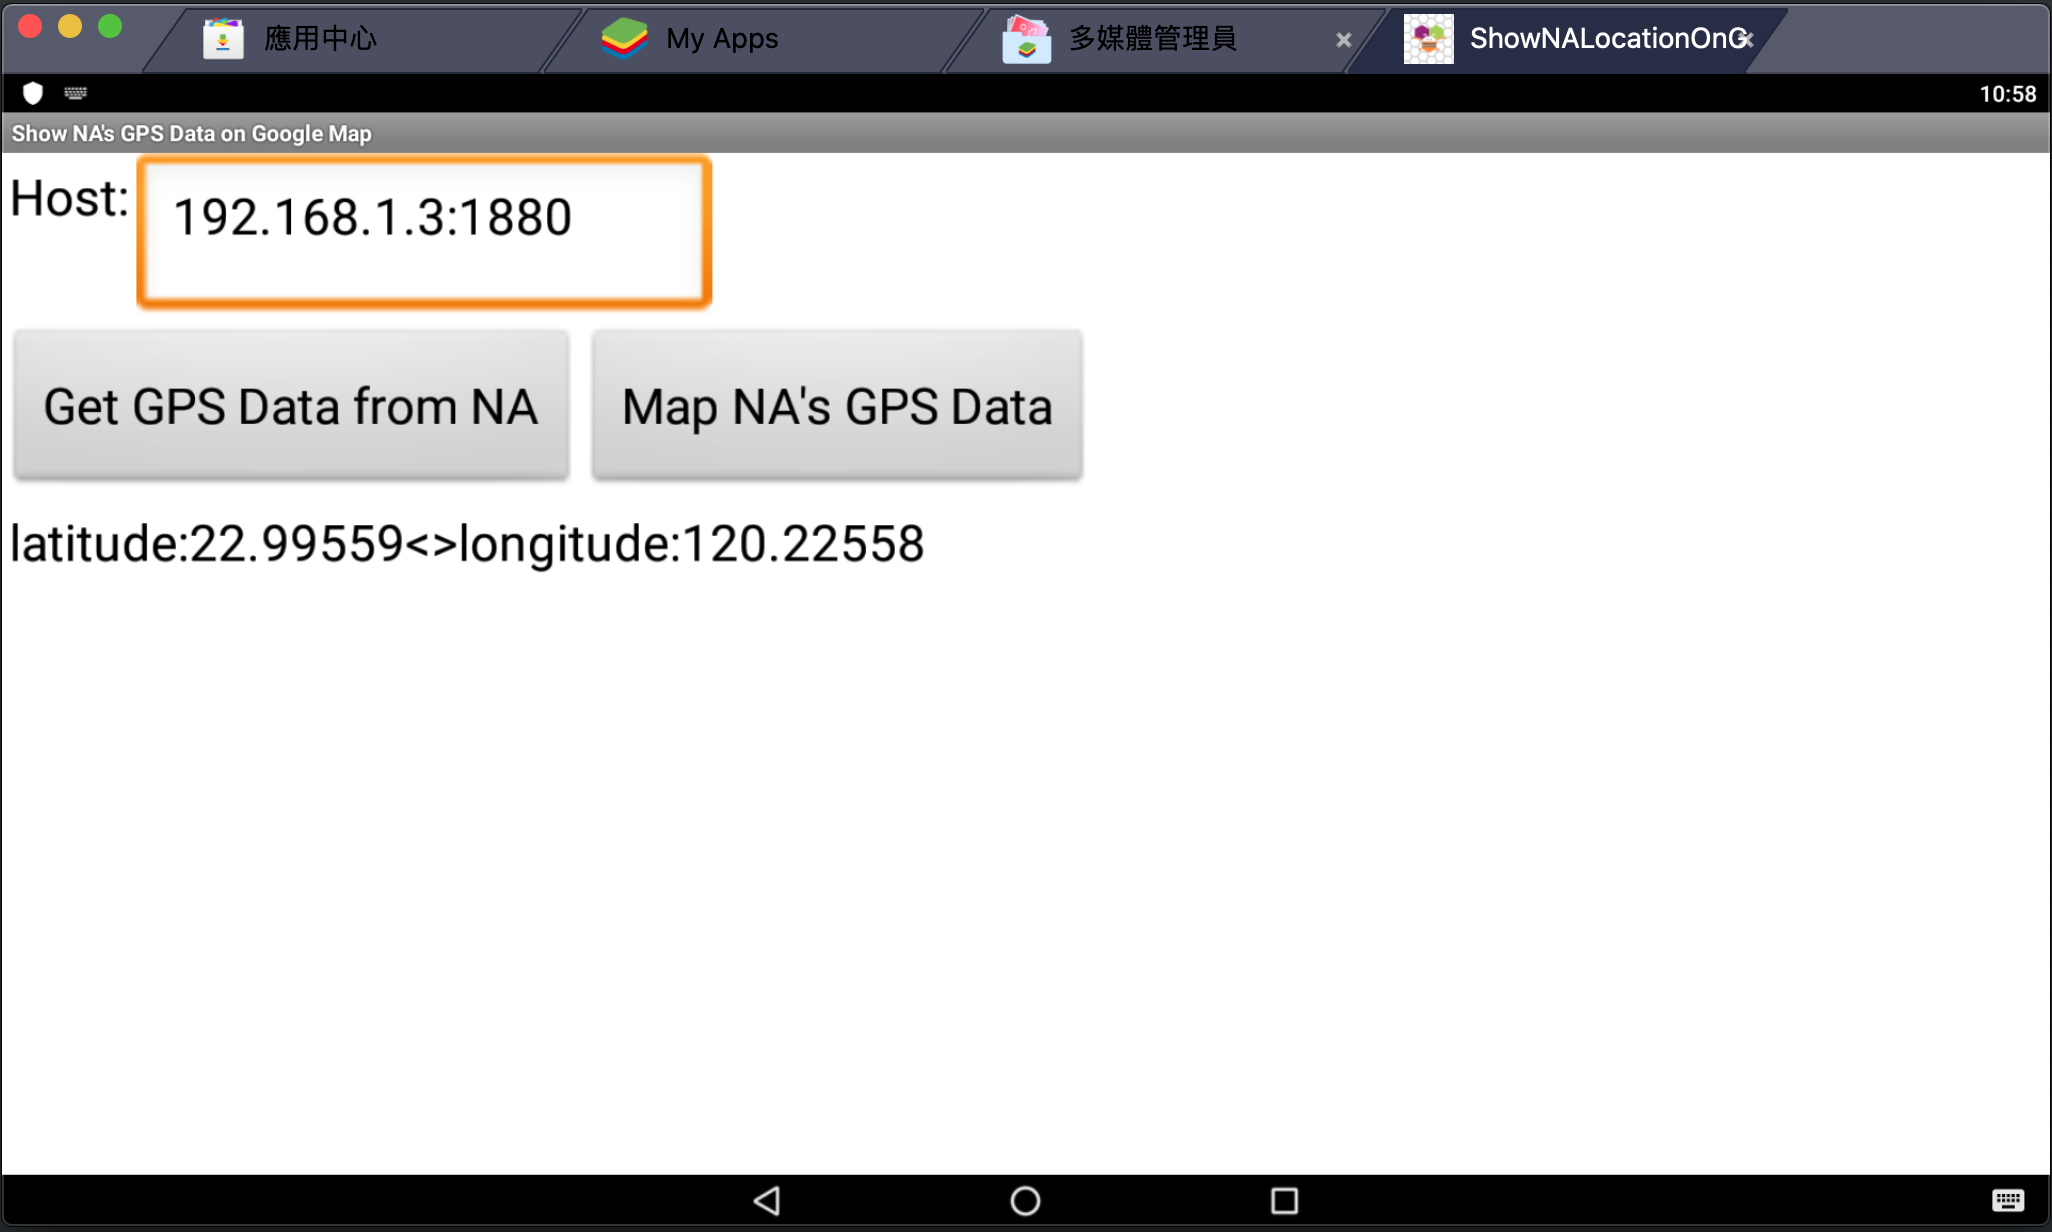 應用中心
My Apps
多媒體管理員
ShowNALocationOnG
10:58
Show NA's GPS Data on Google Map
Host: 192.168.1.3:1880
Get GPS Data from NA
Map NA's GPS Data
latitude:22.99559<>longitude:120.22558